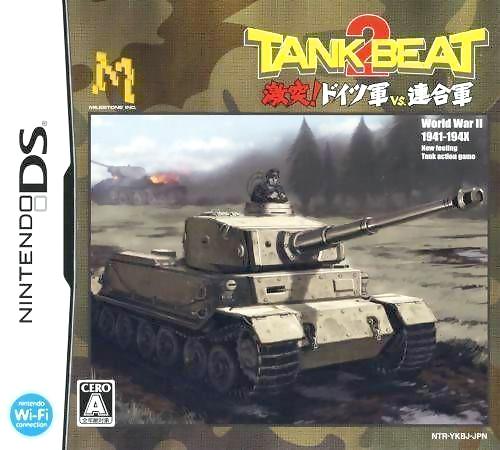 TANK BEAT 2
激突!ドイツ軍 vs. 連合軍
M
MILESTONE INC.
World War II
1941-194X
New feeling
Tank action game
NINTENDO DS
™
nintendo
Wi-Fi
connection
CERO
A
全年齢対象
NTR-YKBJ-JPN